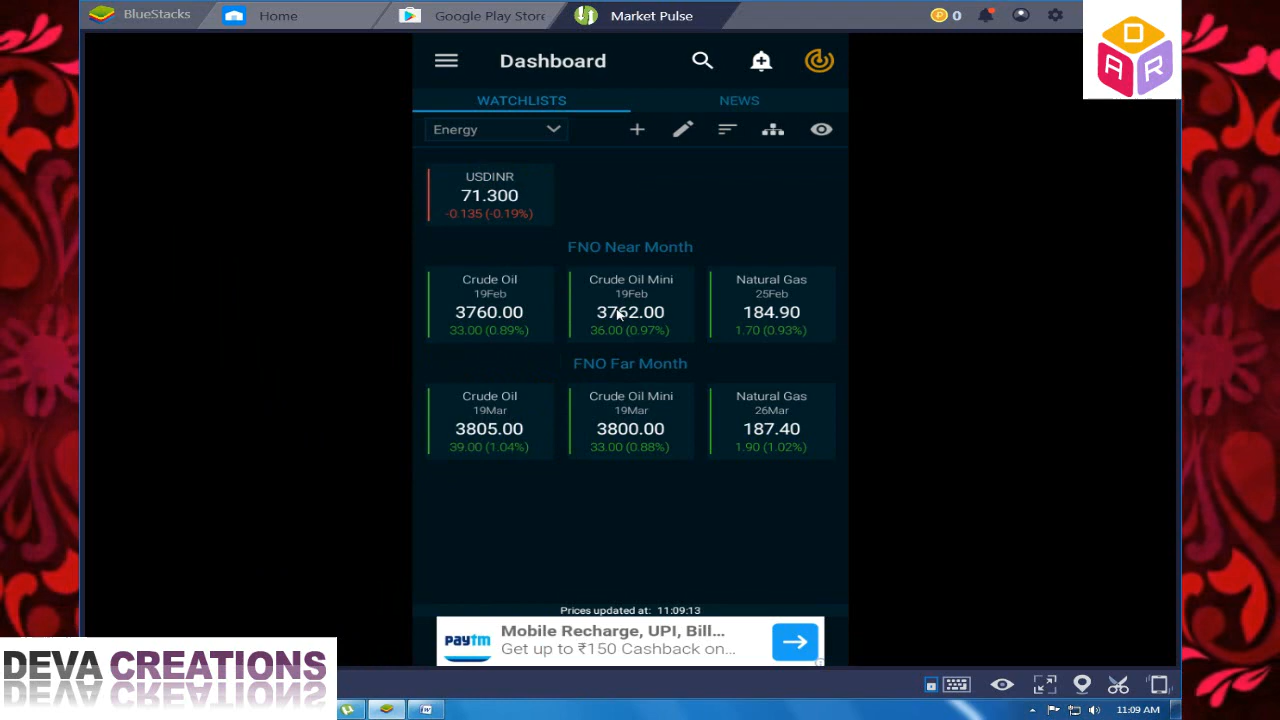 BlueStacks Home Google Play Store Market Pulse P 0
D
A R
Dashboard
WATCHLISTS NEWS
Energy
USDINR
71.300
-0.135 (-0.19%)
FNO Near Month
Crude Oil Crude Oil Mini Natural Gas
19Feb 19Feb 25Feb
3760.00 3762.00 184.90
33.00 (0.89%) 36.00 (0.97%) 1.70 (0.93%)
FNO Far Month
Crude Oil Crude Oil Mini Natural Gas
19Mar 19Mar 26Mar
3805.00 3800.00 187.40
39.00 (1.04%) 33.00 (0.88%) 1.90 (1.02%)
Prices updated at: 11:09:13
paytm Mobile Recharge, UPI, Bill...
Get up to ₹150 Cashback on...
DEVA CREATIONS
11:09 AM